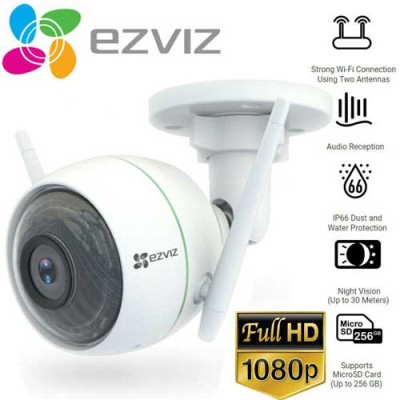 ezviz
Strong Wi-Fi Connection
Using Two Antennas
Audio Reception
66
IP66 Dust and
Water Protection
Night Vision
(Up to 30 Meters)
ezviz
Full HD
1080p
Micro
SD 256GB
Supports
MicroSD Card
(Up to 256 GB)